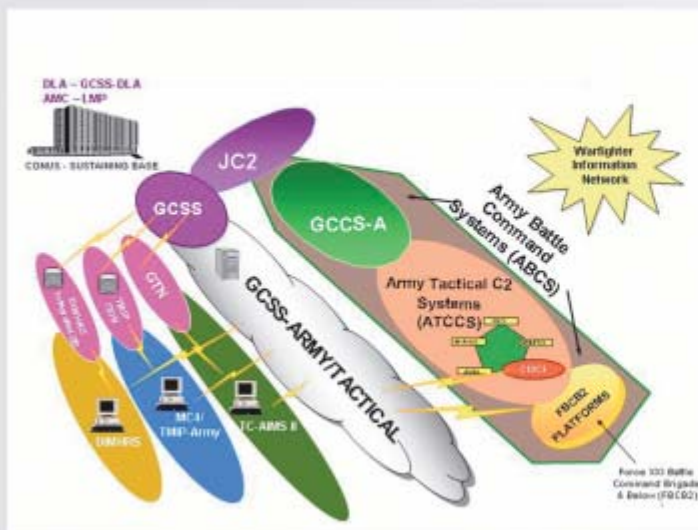 DLA – GCSS-DLA
AMC – LMP
CONUS - SUSTAINING BASE
JC2
GCSS
GCCS-A
Warfighter
Information
Network
Army Battle
Command
Systems (ABCS)
Army Tactical C2
Systems
(ATCCS)
GTN
GCSS-ARMY/TACTICAL
DIMHRS
MC4/
TMIP-Army
TC-AIMS II
FBCB2
PLATFORMS
Force XXI Battle
Command Brigade
& Below (FBCB2)